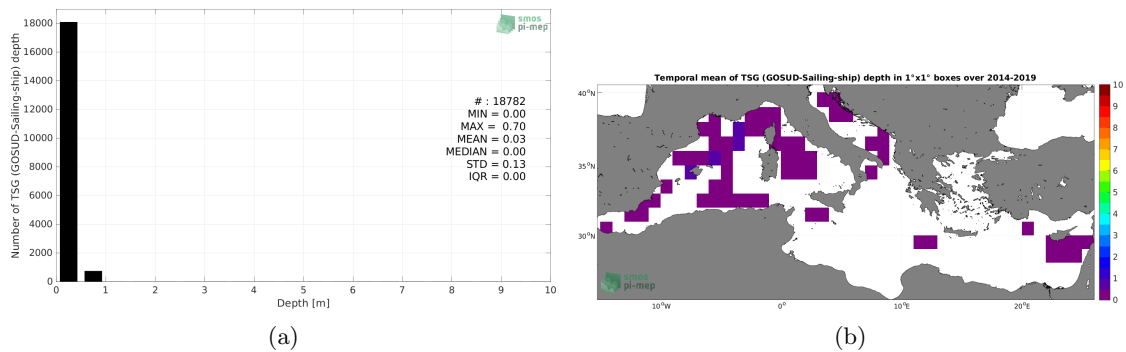 18000
16000
14000
12000
10000
8000
6000
4000
2000
0
Number of TSG (GOSUD-Sailing-ship) depth
smos
pi-mep
# : 18782
MIN = 0.00
MAX = 0.70
MEAN = 0.03
MEDIAN = 0.00
STD = 0.13
IQR = 0.00
0 1 2 3 4 5 6 7 8 9 10
Depth [m]
(a)
Temporal mean of TSG (GOSUD-Sailing-ship) depth in 1°x1° boxes over 2014-2019
40°N
35°N
30°N
smos
pi-mep
10°W 0° 10°E 20°E
10
9
8
7
6
5
4
3
2
1
0
(b)